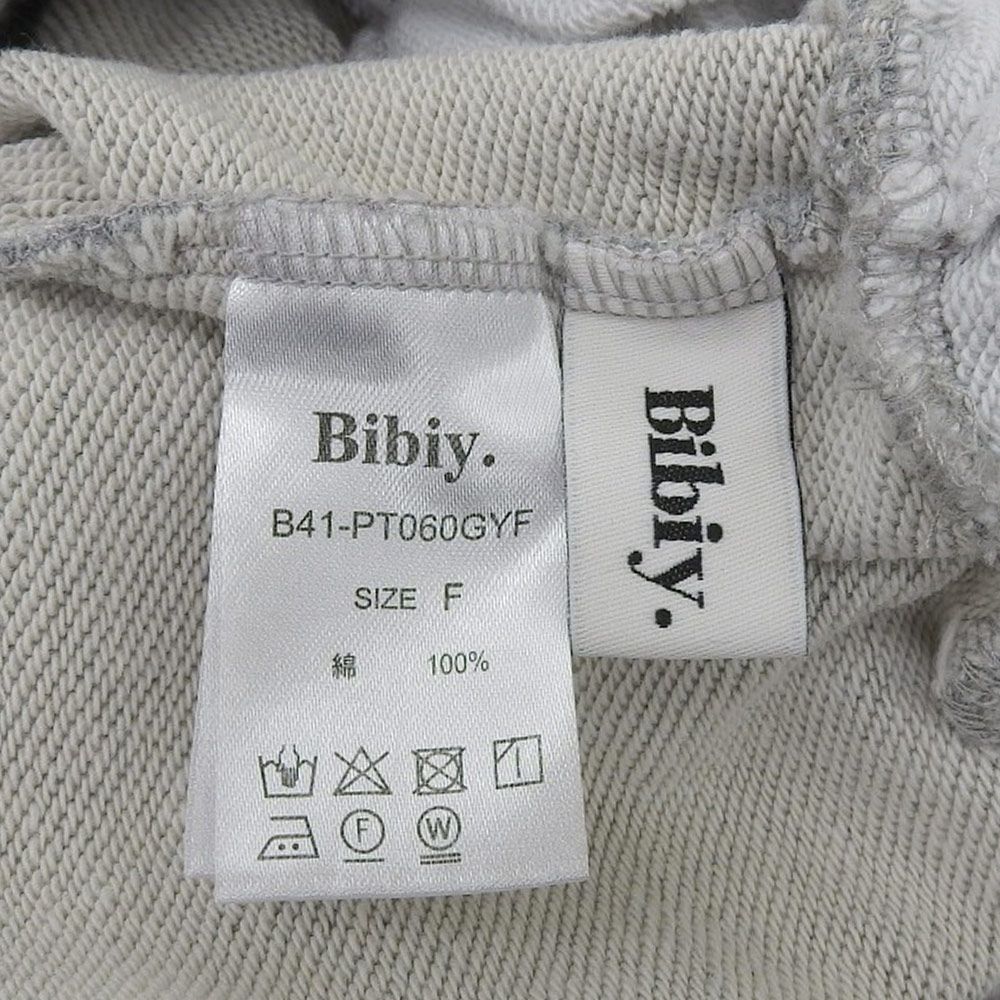 Bibiy.
B41-PT060GYF
SIZE F
綿 100%
F W
Bibiy.